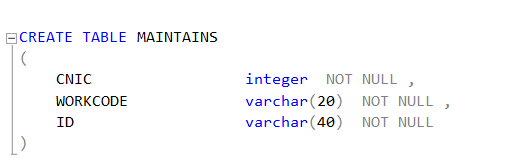 CREATE TABLE MAINTAINS
(
CNIC integer NOT NULL ,
WORKCODE varchar(20) NOT NULL ,
ID varchar(40) NOT NULL
)